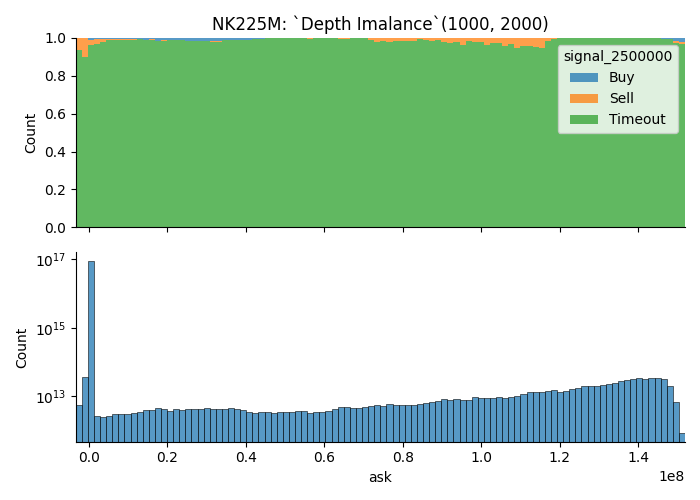 NK225M: `Depth Imalance`(1000, 2000)
1.0
0.8
0.6
0.4
0.2
0.0
Count
signal_2500000
Buy
Sell
Timeout
10^17
10^15
10^13
Count
0.0 0.2 0.4 0.6 0.8 1.0 1.2 1.4
1e8
ask